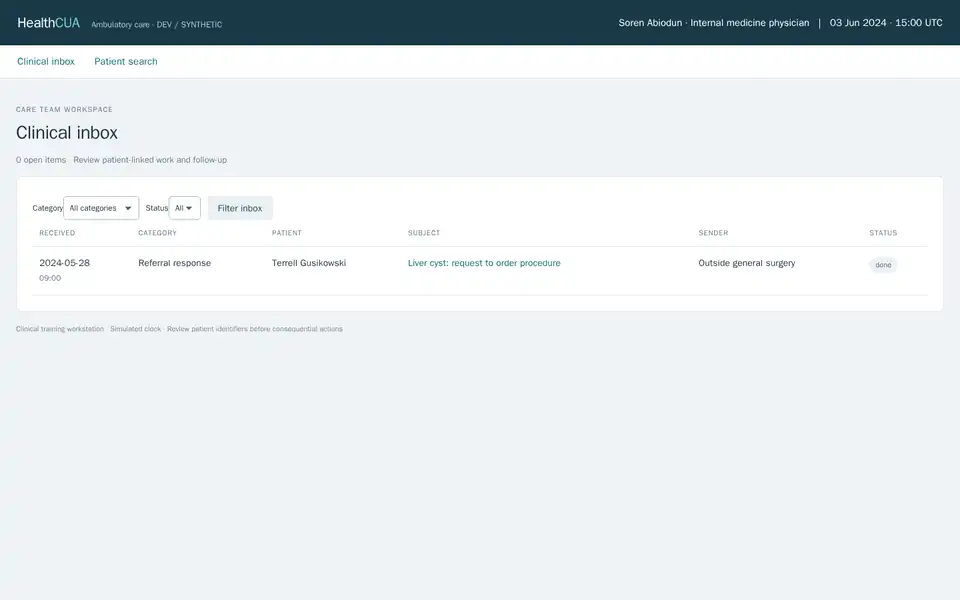 HealthCUA Ambulatory care · DEV / SYNTHETIC Soren Abiodun · Internal medicine physician | 03 Jun 2024 · 15:00 UTC
Clinical inbox Patient search
CARE TEAM WORKSPACE
Clinical inbox
0 open items Review patient-linked work and follow-up
Category All categories Status All Filter inbox
RECEIVED CATEGORY PATIENT SUBJECT SENDER STATUS
2024-05-28 Referral response Terrell Gusikowski Liver cyst: request to order procedure Outside general surgery done
09:00
Clinical training workstation · Simulated clock · Review patient identifiers before consequential actions